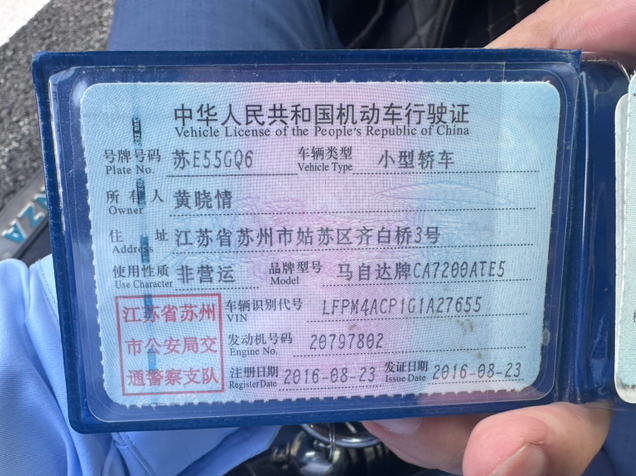 中华人民共和国机动车行驶证
Vehicle License of the People's Republic of China
号牌号码 Plate No. 苏E55GQ6 车辆类型 Vehicle Type 小型轿车
所有人 Owner 黄晓情
住址 Address 江苏省苏州市姑苏区齐白桥3号
使用性质 Use Character 非营运 品牌型号 Model 马自达牌CA7200ATE5
江苏省苏州
市公安局交
通警察支队
车辆识别代号 VIN LFPM4ACP1G1A27655
发动机号码 Engine No. 20797802
注册日期 Register Date 2016-08-23 发证日期 Issue Date 2016-08-23